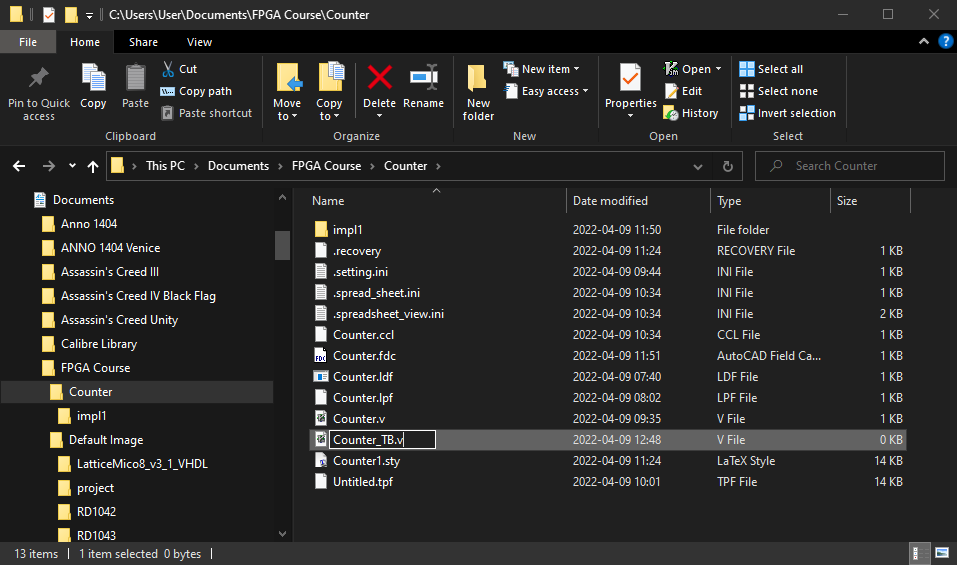 C:\Users\User\Documents\FPGA Course\Counter
File Home Share View
Pin to Quick access
Copy
Paste
Cut
Copy path
Paste shortcut
Clipboard
Move to
Copy to
Delete
Rename
Organize
New folder
New item
Easy access
New
Properties
Open
Edit
History
Open
Select all
Select none
Invert selection
Select
This PC > Documents > FPGA Course > Counter >
Search Counter
Documents
Anno 1404
ANNO 1404 Venice
Assassin's Creed III
Assassin's Creed IV Black Flag
Assassin's Creed Unity
Calibre Library
FPGA Course
Counter
impl1
Default Image
LatticeMico8_v3_1_VHDL
project
RD1042
RD1043
Name Date modified Type Size
impl1 2022-04-09 11:50 File folder
.recovery 2022-04-09 11:24 RECOVERY File 1 KB
.setting.ini 2022-04-09 09:44 INI File 1 KB
.spread_sheet.ini 2022-04-09 10:34 INI File 1 KB
.spreadsheet_view.ini 2022-04-09 10:34 INI File 2 KB
Counter.ccl 2022-04-09 10:34 CCL File 1 KB
FDC Counter.fdc 2022-04-09 11:51 AutoCAD Field Ca... 1 KB
Counter.ldf 2022-04-09 07:40 LDF File 1 KB
Counter.lpf 2022-04-09 08:02 LPF File 1 KB
Counter.v 2022-04-09 09:35 V File 1 KB
Counter_TB.v 2022-04-09 12:48 V File 0 KB
Counter1.sty 2022-04-09 11:24 LaTeX Style 14 KB
Untitled.tpf 2022-04-09 10:01 TPF File 14 KB
13 items | 1 item selected 0 bytes |